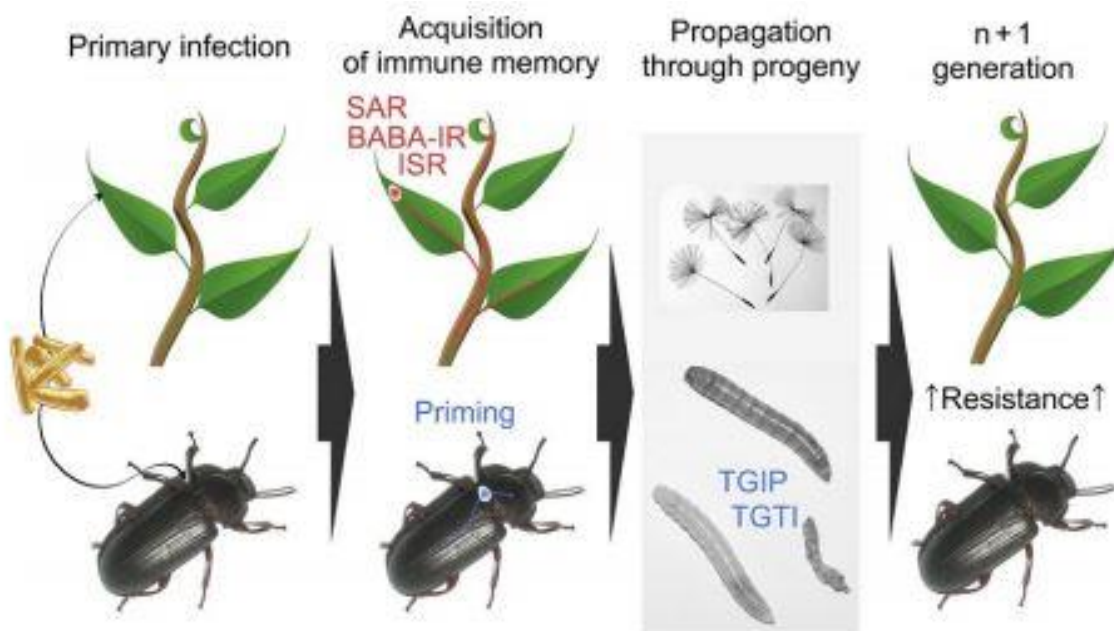 Primary infection
Acquisition
of immune memory
Propagation
through progeny
n + 1
generation
SAR
BABA-IR
ISR
Priming
TGIP
TGTI
↑Resistance↑